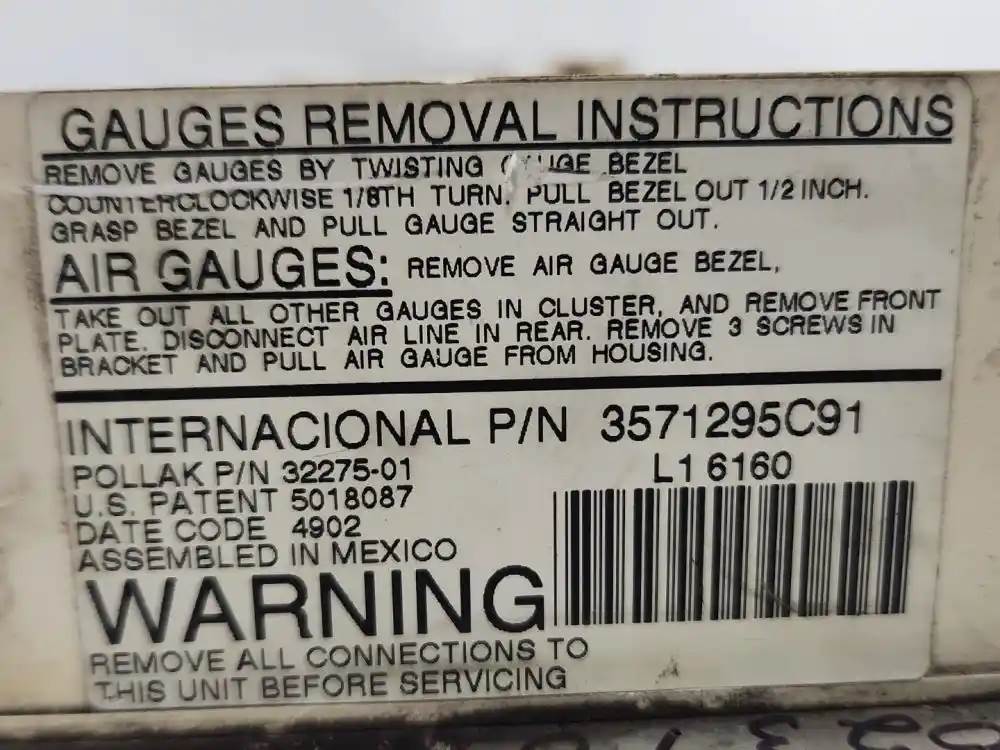 GAUGES REMOVAL INSTRUCTIONS
REMOVE GAUGES BY TWISTING GAUGE BEZEL
COUNTERCLOCKWISE 1/8TH TURN. PULL BEZEL OUT 1/2 INCH.
GRASP BEZEL AND PULL GAUGE STRAIGHT OUT.
AIR GAUGES: REMOVE AIR GAUGE BEZEL,
TAKE OUT ALL OTHER GAUGES IN CLUSTER, AND REMOVE FRONT
PLATE. DISCONNECT AIR LINE IN REAR. REMOVE 3 SCREWS IN
BRACKET AND PULL AIR GAUGE FROM HOUSING.
INTERNACIONAL P/N 3571295C91
POLLAK P/N 32275-01
L1 6160
U.S. PATENT 5018087
DATE CODE 4902
ASSEMBLED IN MEXICO
WARNING
REMOVE ALL CONNECTIONS TO
THIS UNIT BEFORE SERVICING